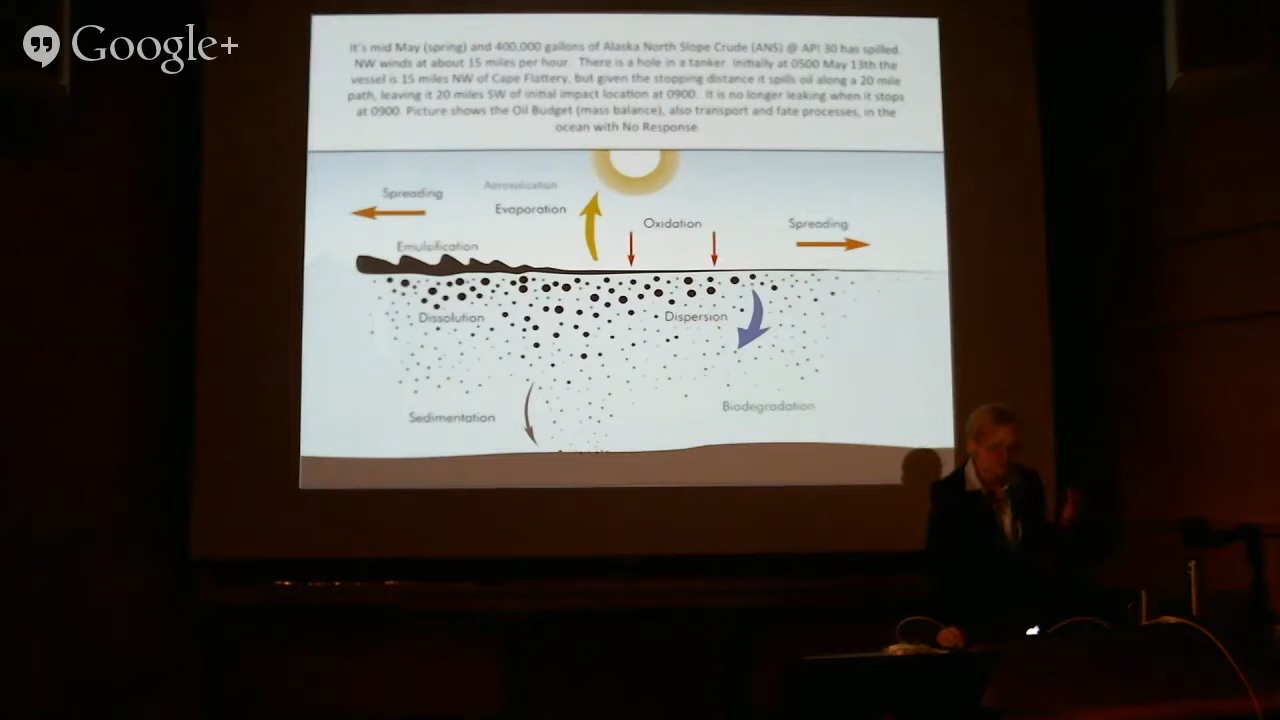 Google+
It's mid May (spring) and 400,000 gallons of Alaska North Slope Crude (ANS) @ API 30 has spilled.
NW winds at about 15 miles per hour. There is a hole in a tanker. Initially at 0500 May 13th the
vessel is 15 miles NW of Cape Flattery, but given the stopping distance it spills oil along a 20 mile
path, leaving it 20 miles SW of initial impact location at 0900. It is no longer leaking when it stops
at 0900. Picture shows the Oil Budget (mass balance), also transport and fate processes, in the
ocean with No Response.
Aerosolization
Spreading
Evaporation
Oxidation
Spreading
Emulsification
Dissolution
Dispersion
Biodegradation
Sedimentation